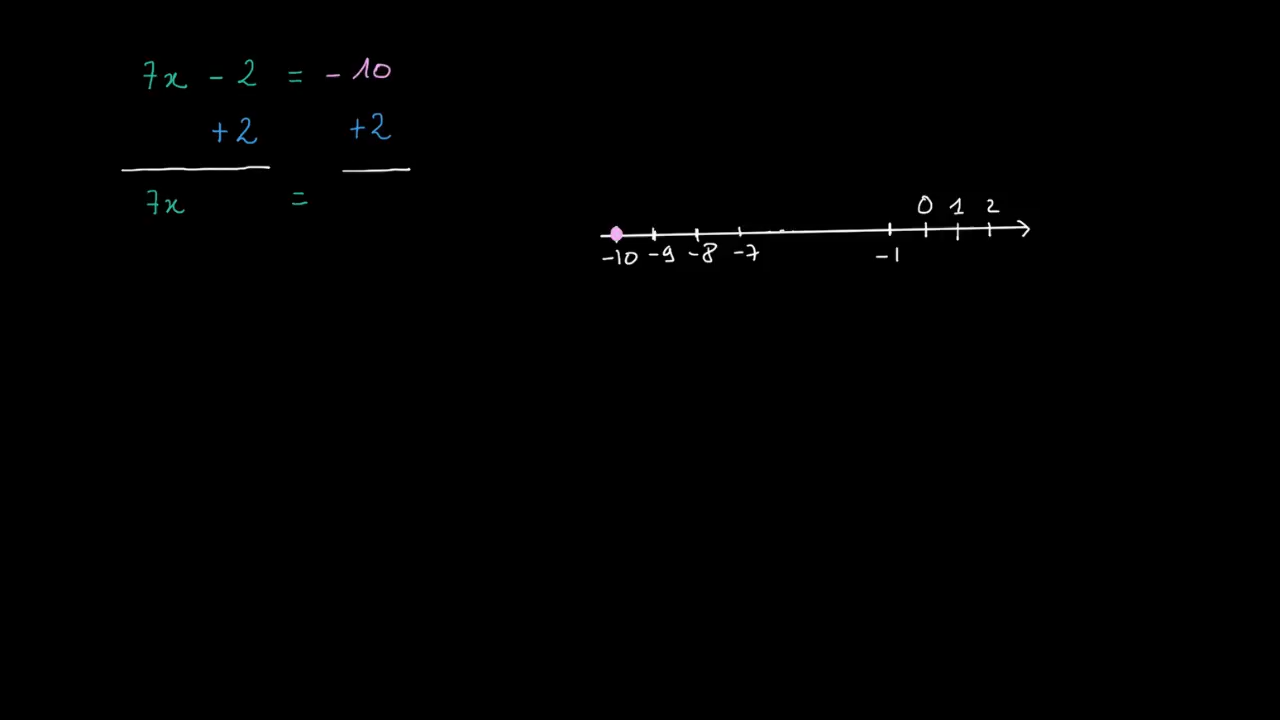 7x - 2 = - 10
+2 +2
7x =
0 1 2
-10 -9 -8 -7 -1